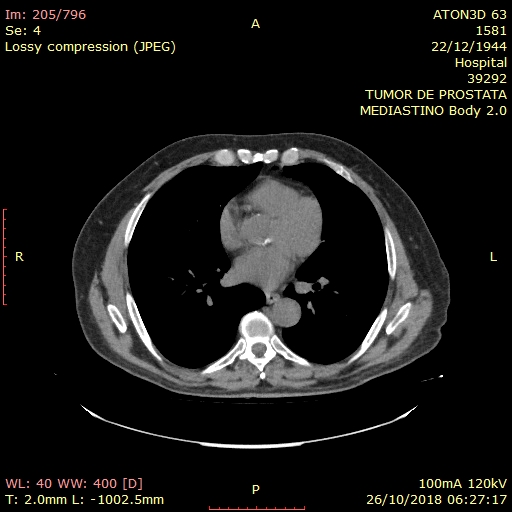 Im: 205/796
Se: 4
Lossy compression (JPEG)
A
ATON3D 63
1581
22/12/1944
Hospital
39292
TUMOR DE PROSTATA
MEDIASTINO Body 2.0
R
L
WL: 40 WW: 400 [D]
T: 2.0mm L: -1002.5mm
P
100mA 120kV
26/10/2018 06:27:17